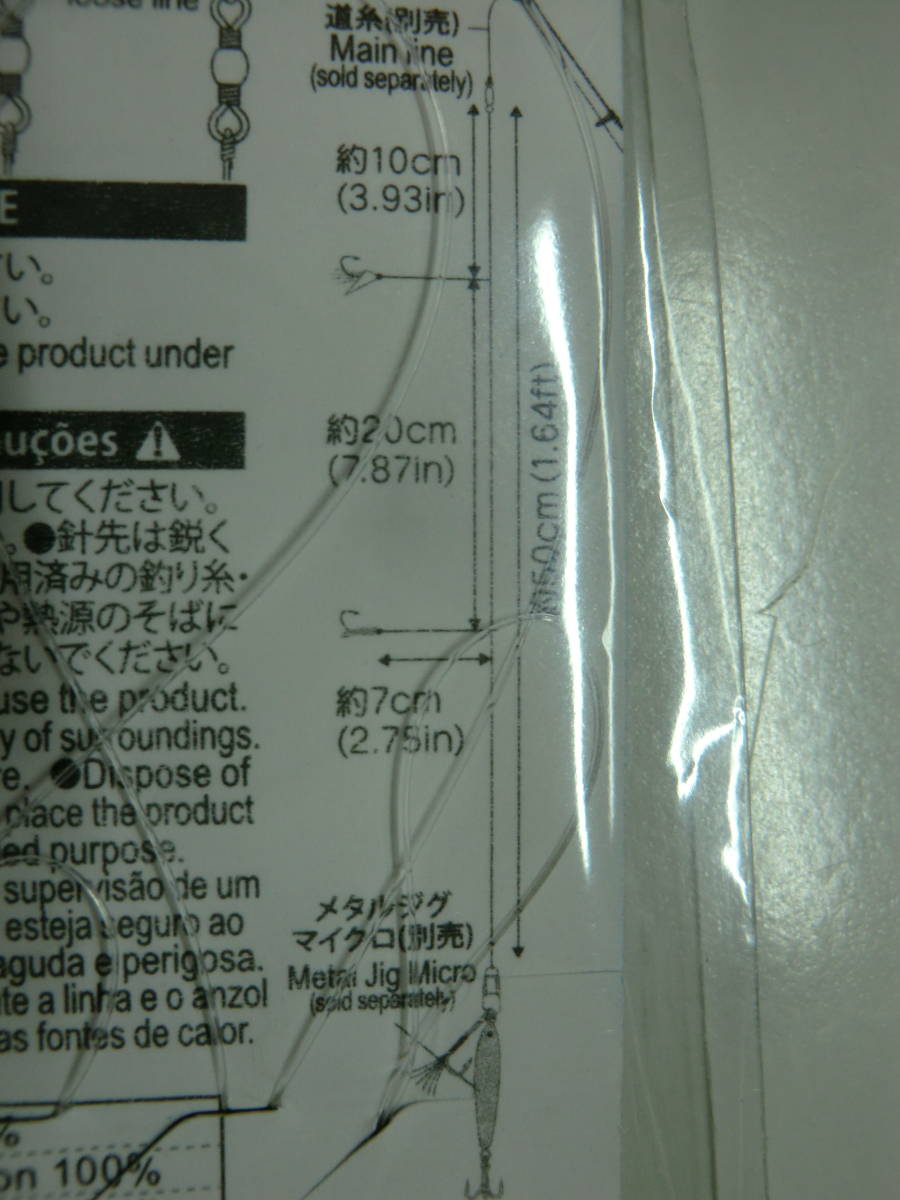 loose line
道糸(別売)
Main line
(sold separately)
約10cm
(3.93in)
E
さい。
い。
e product under
約20cm
(7.87in)
約50cm (1.64ft)
uções
用してください。
。●針先は鋭く
用済みの釣り糸・
や熱源のそばに
ないでください。
use the product.
y of surroundings.
re. ●Dispose of
place the product
ed purpose.
supervisão de um
esteja seguro ao
aguda e perigosa.
te a linha e o anzol
as fontes de calor.
約7cm
(2.75in)
メタルジグ
マイクロ(別売)
Metal Jig Micro
(sold separately)
%
on 100%